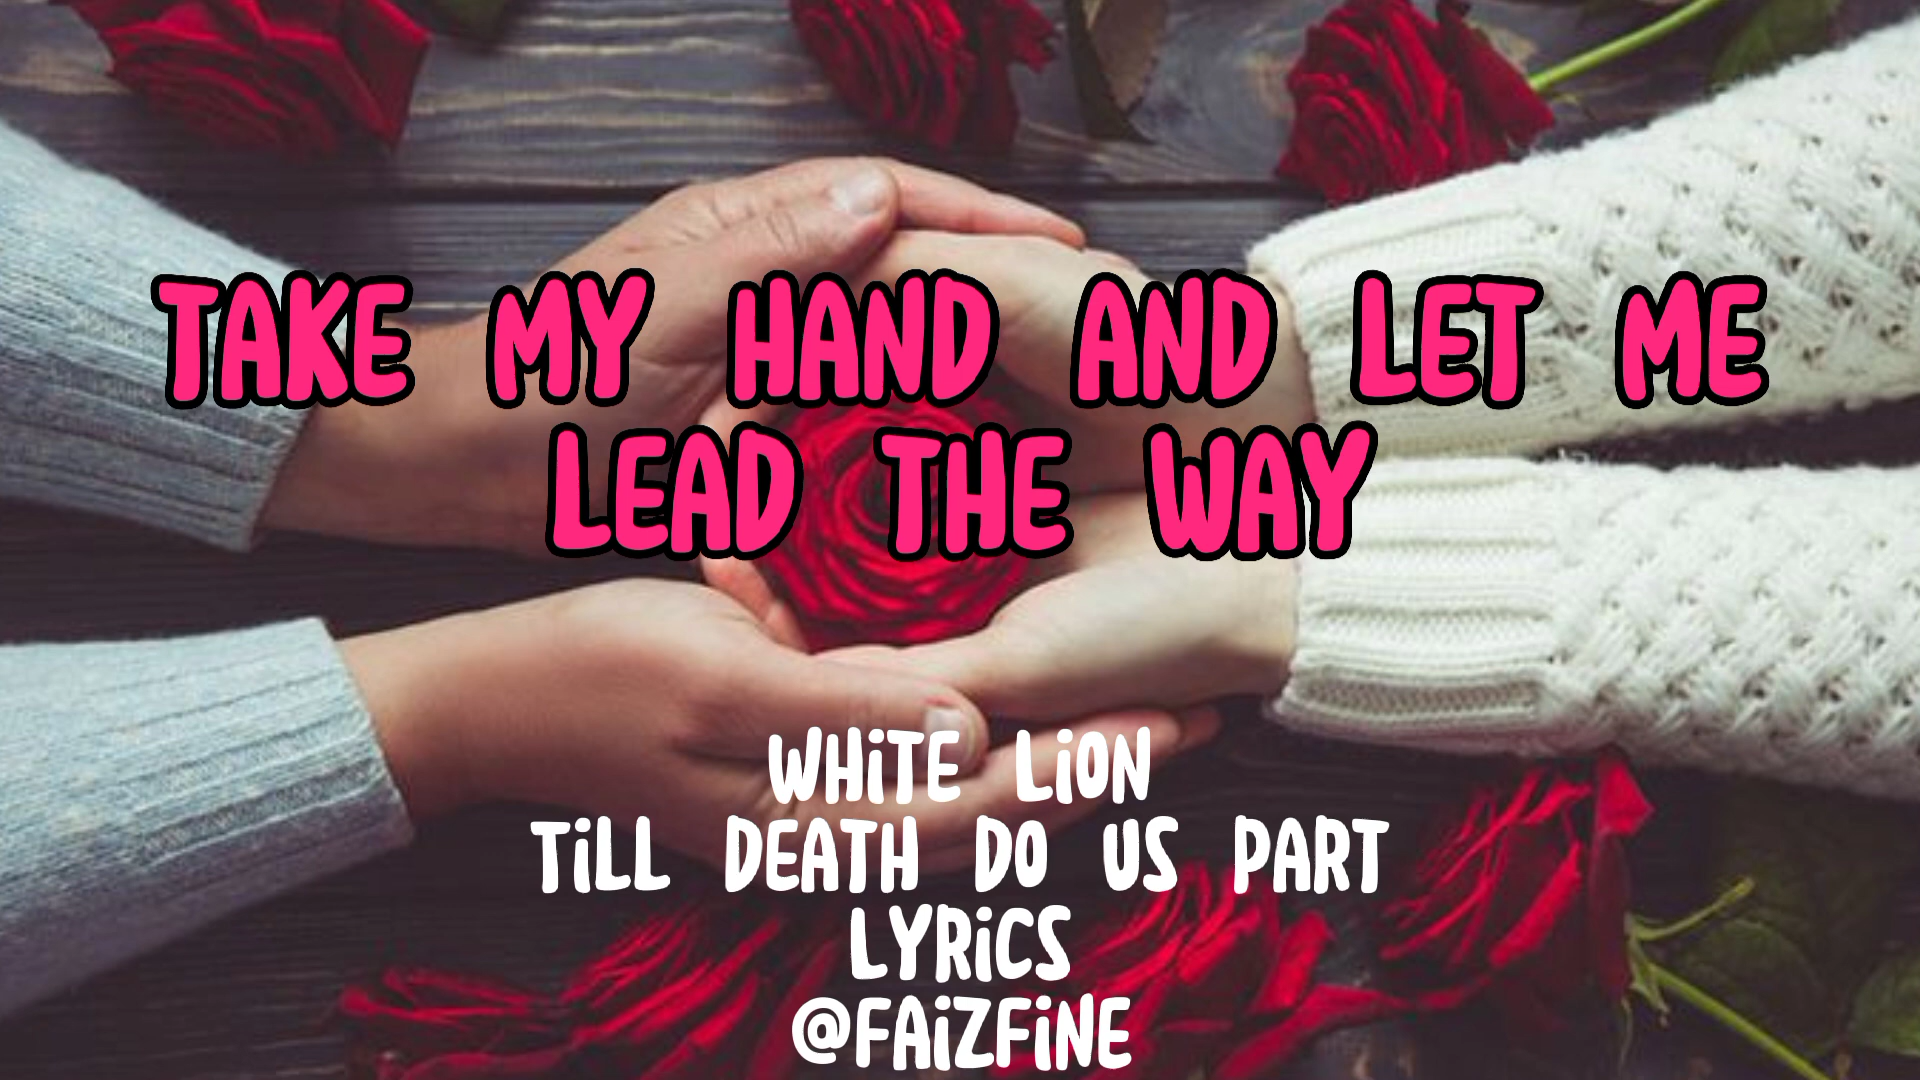 TAKE MY HAND AND LET ME
LEAD THE WAY
WHiTE LiON
TiLL DEATH DO US PART
LYRiCS
@FAiZFiNE